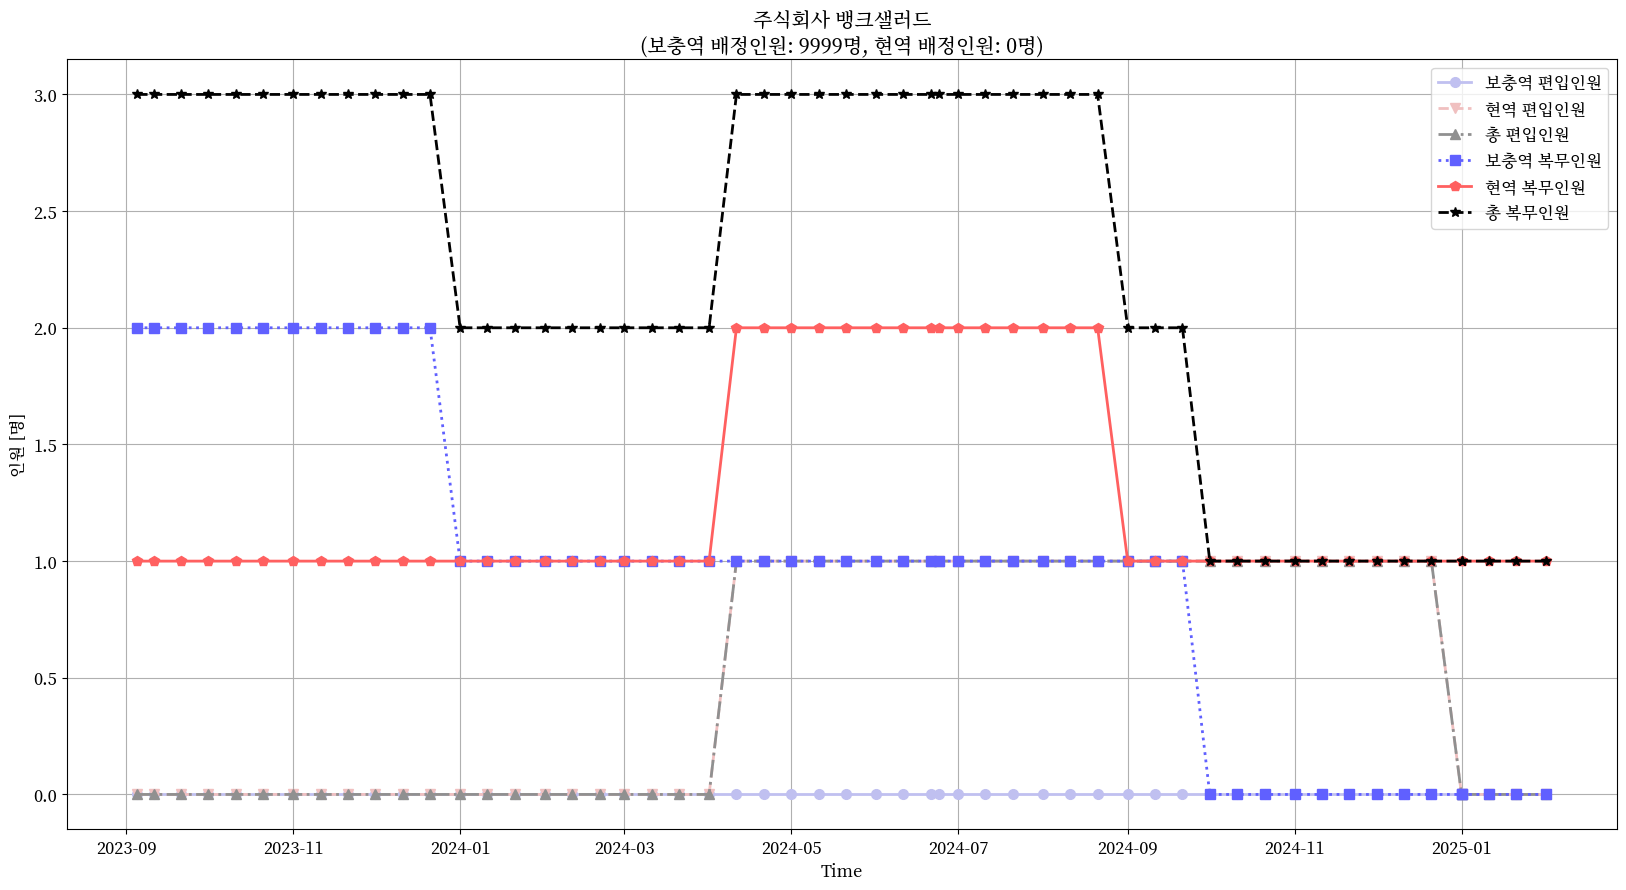 주식회사 뱅크샐러드
(보충역 배정인원: 9999명, 현역 배정인원: 0명)
보충역 편입인원
현역 편입인원
총 편입인원
보충역 복무인원
현역 복무인원
총 복무인원
인원 [명]
3.0
2.5
2.0
1.5
1.0
0.5
0.0
2023-09
2023-11
2024-01
2024-03
2024-05
2024-07
2024-09
2024-11
2025-01
Time